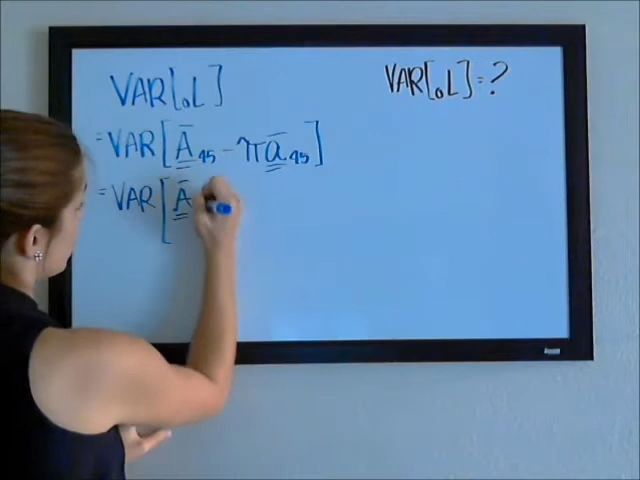 VAR[₀L]
VAR[₀L]=?
=VAR[Ā₄₅ - πā₄₅]
=VAR[Ā